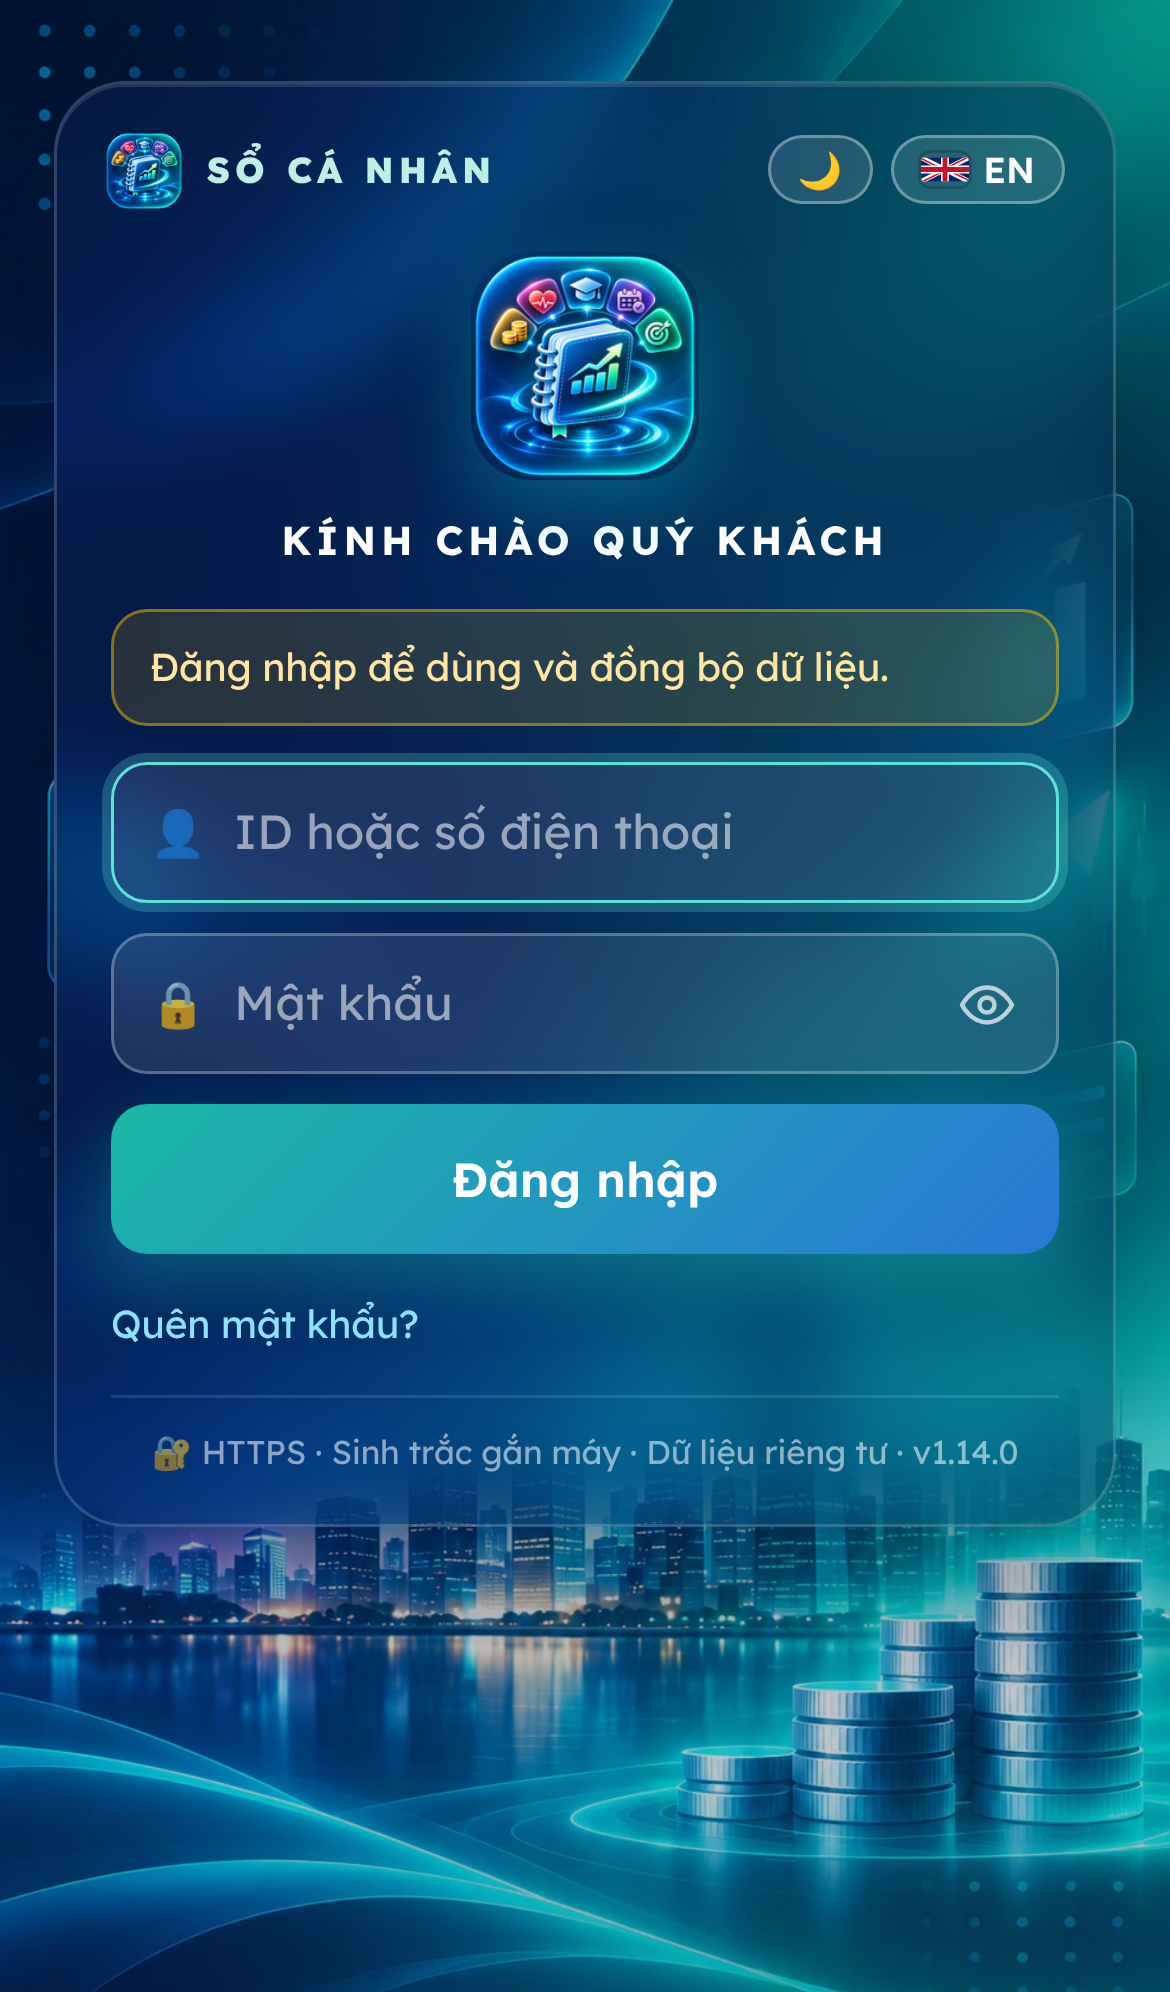 SỔ CÁ NHÂN
EN
KÍNH CHÀO QUÝ KHÁCH
Đăng nhập để dùng và đồng bộ dữ liệu.
ID hoặc số điện thoại
Mật khẩu
Đăng nhập
Quên mật khẩu?
HTTPS · Sinh trắc gắn máy · Dữ liệu riêng tư · v1.14.0